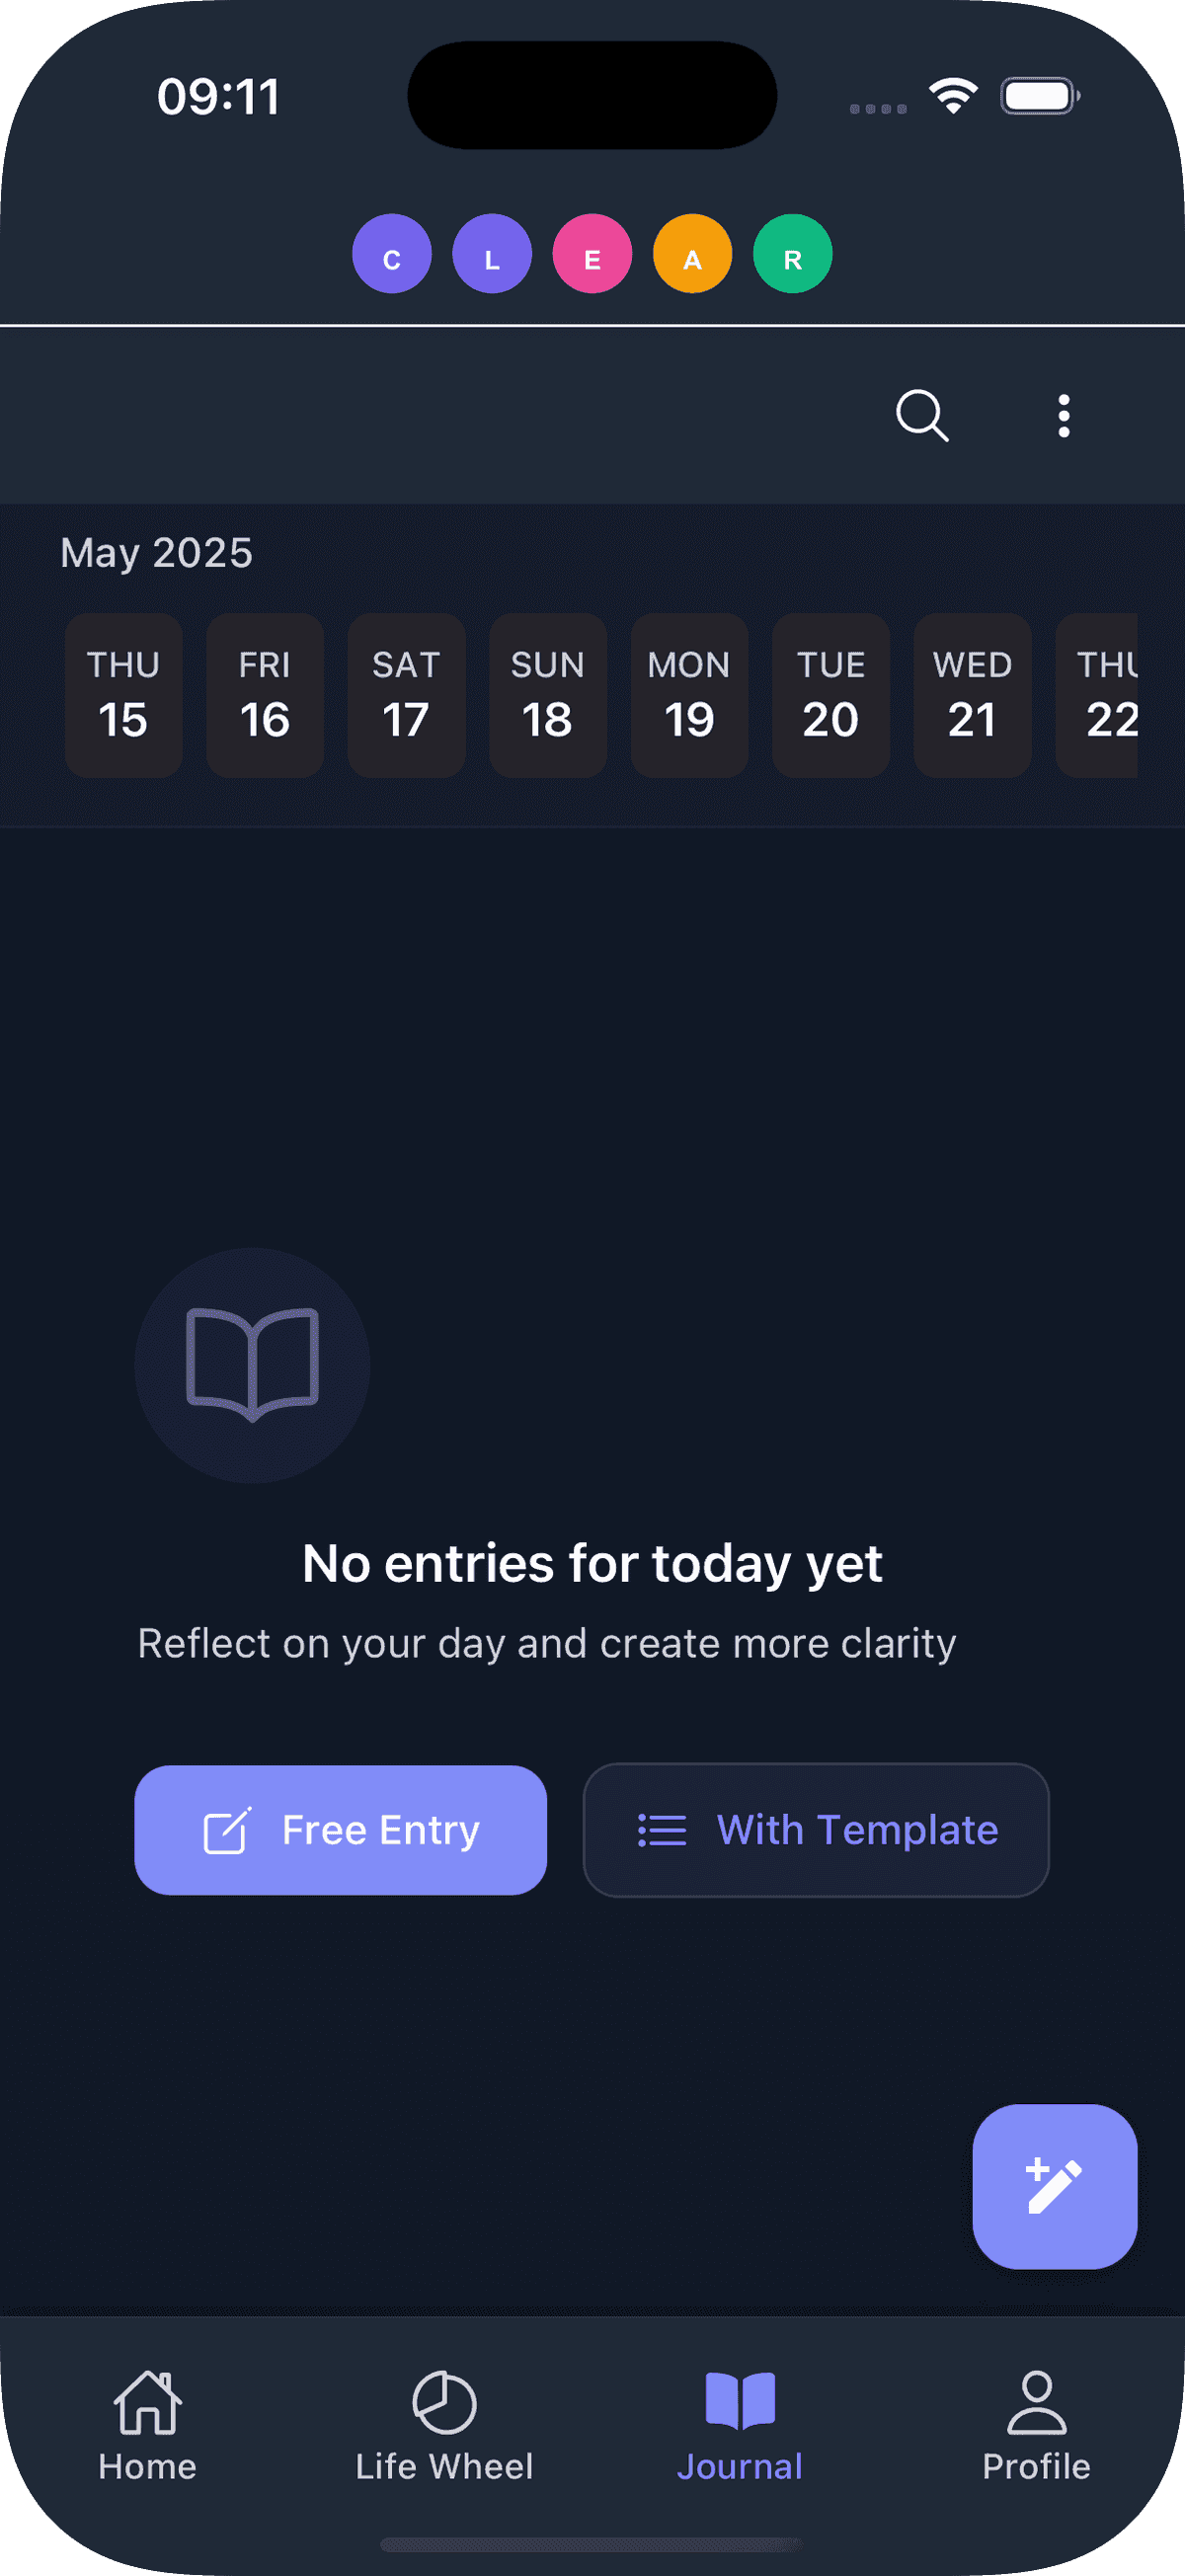 09:11
C L E A R
May 2025
THU FRI SAT SUN MON TUE WED THU
15 16 17 18 19 20 21 22
No entries for today yet
Reflect on your day and create more clarity
Free Entry With Template
Home Life Wheel Journal Profile